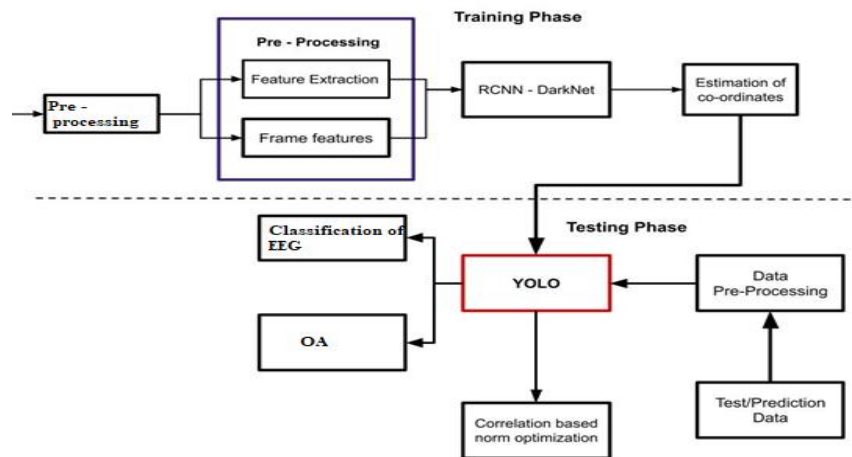 Training Phase
Pre - Processing
Feature Extraction
Frame features
Pre -
processing
RCNN - DarkNet
Estimation of
co-ordinates
Testing Phase
Classification of
EEG
YOLO
Data
Pre-Processing
OA
Correlation based
norm optimization
Test/Prediction
Data